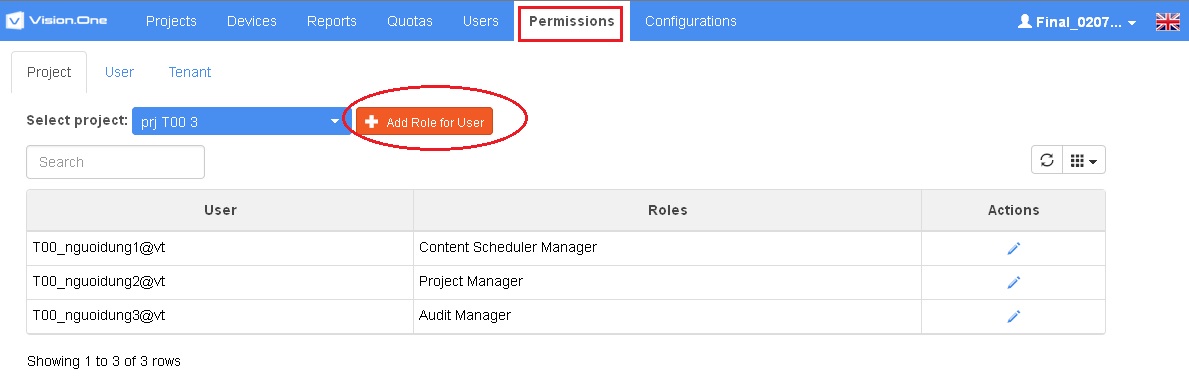 Vision.One Projects Devices Reports Quotas Users Permissions Configurations Final_0207...
Project User Tenant
Select project: prj T00 3 Add Role for User
Search
User Roles Actions
T00_nguoidung1@vt Content Scheduler Manager
T00_nguoidung2@vt Project Manager
T00_nguoidung3@vt Audit Manager
Showing 1 to 3 of 3 rows